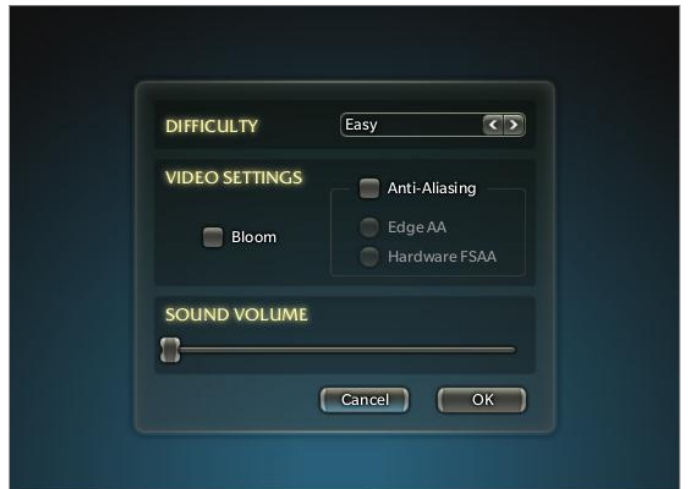 DIFFICULTY Easy
VIDEO SETTINGS
Anti-Aliasing
Bloom
Edge AA
Hardware FSAA
SOUND VOLUME
Cancel OK